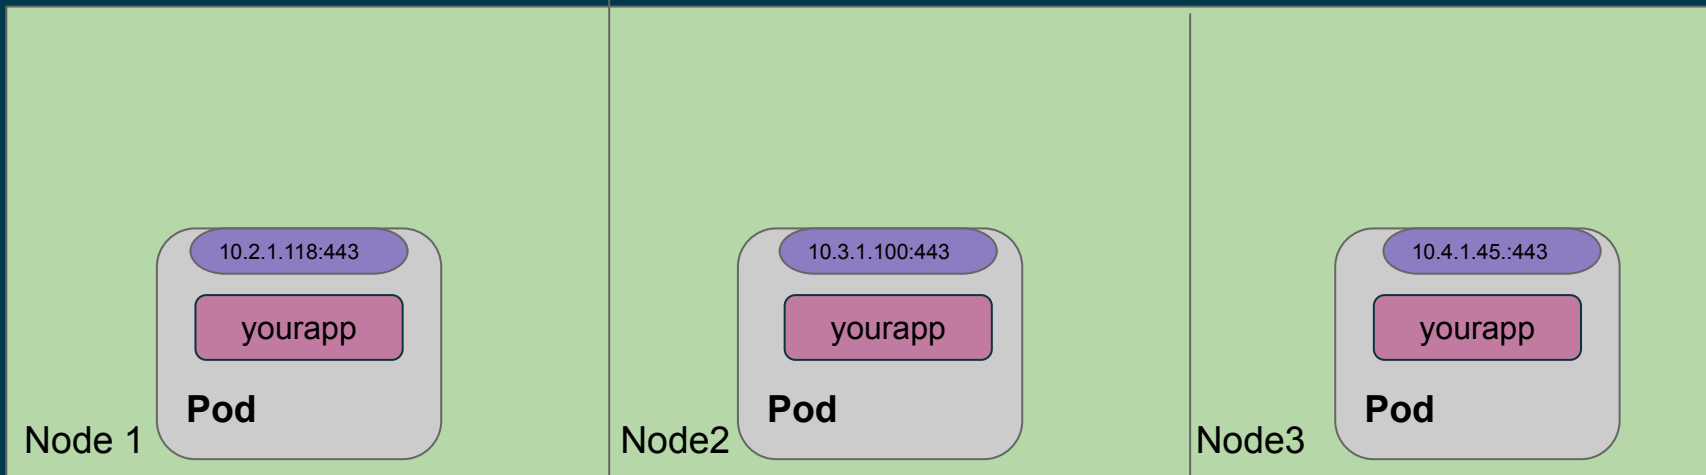 10.2.1.118:443
yourapp
Pod
Node 1
10.3.1.100:443
yourapp
Pod
Node2
10.4.1.45.:443
yourapp
Pod
Node3